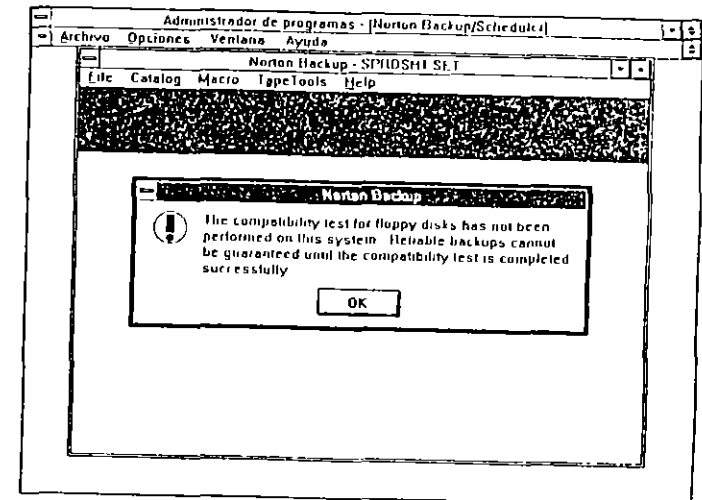 Administrador de programas - [Norton Backup/Scheduler]
Archivo Opciones Ventana Ayuda
Norton Backup - SPRDSHT.SET
File Catalog Macro TapeTools Help
Norton Backup
The compatibility test for floppy disks has not been
performed on this system. Reliable backups cannot
be guaranteed until the compatibility test is completed
successfully
OK